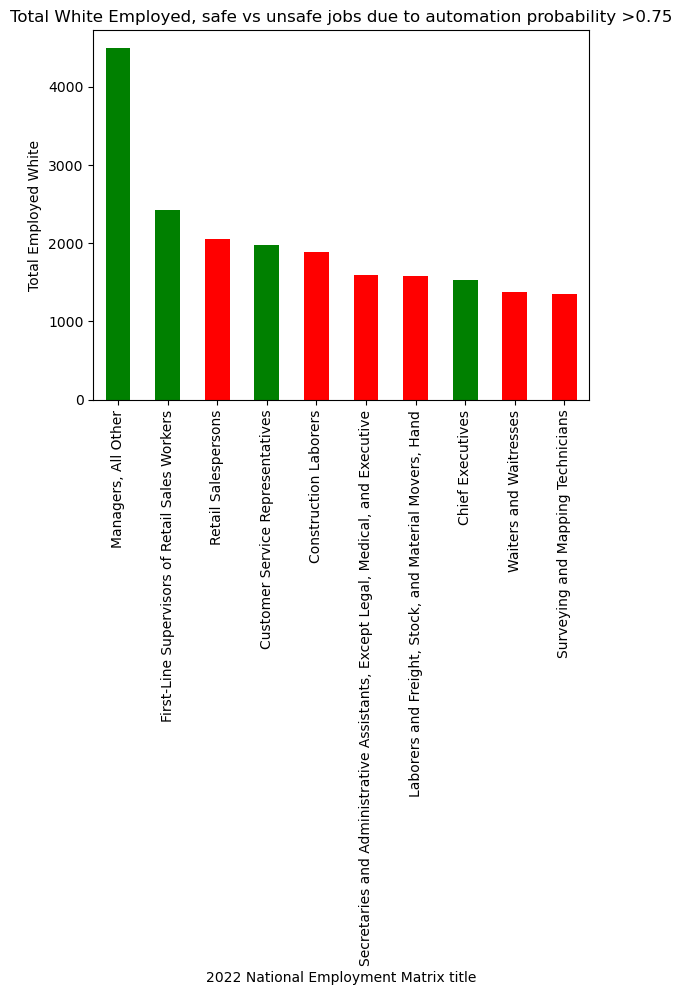 Total White Employed, safe vs unsafe jobs due to automation probability >0.75
Total Employed White
4000
3000
2000
1000
0
Managers, All Other
First-Line Supervisors of Retail Sales Workers
Retail Salespersons
Customer Service Representatives
Construction Laborers
Secretaries and Administrative Assistants, Except Legal, Medical, and Executive
Laborers and Freight, Stock, and Material Movers, Hand
Chief Executives
Waiters and Waitresses
Surveying and Mapping Technicians
2022 National Employment Matrix title